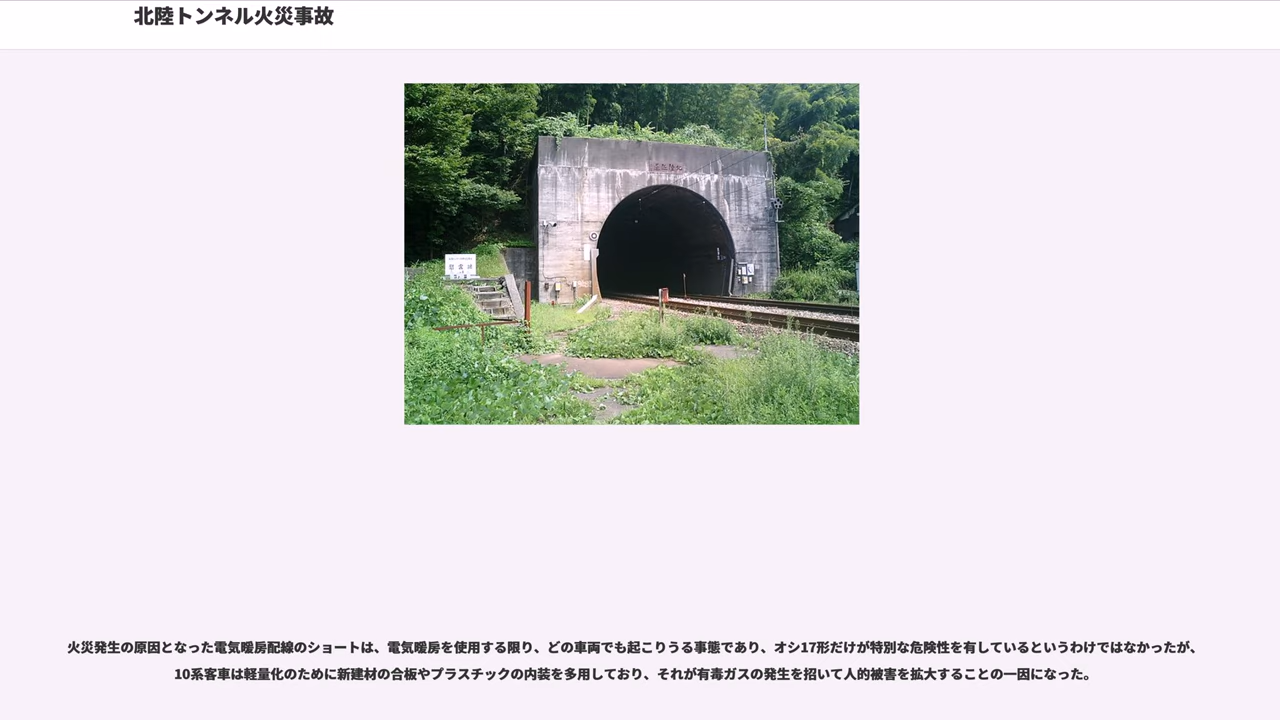 北陸トンネル火災事故
慰霊碑
火災発生の原因となった電気暖房配線のショートは、電気暖房を使用する限り、どの車両でも起こりうる事態であり、オシ17形だけが特別な危険性を有しているというわけではなかったが、
10系客車は軽量化のために新建材の合板やプラスチックの内装を多用しており、それが有毒ガスの発生を招いて人的被害を拡大することの一因になった。